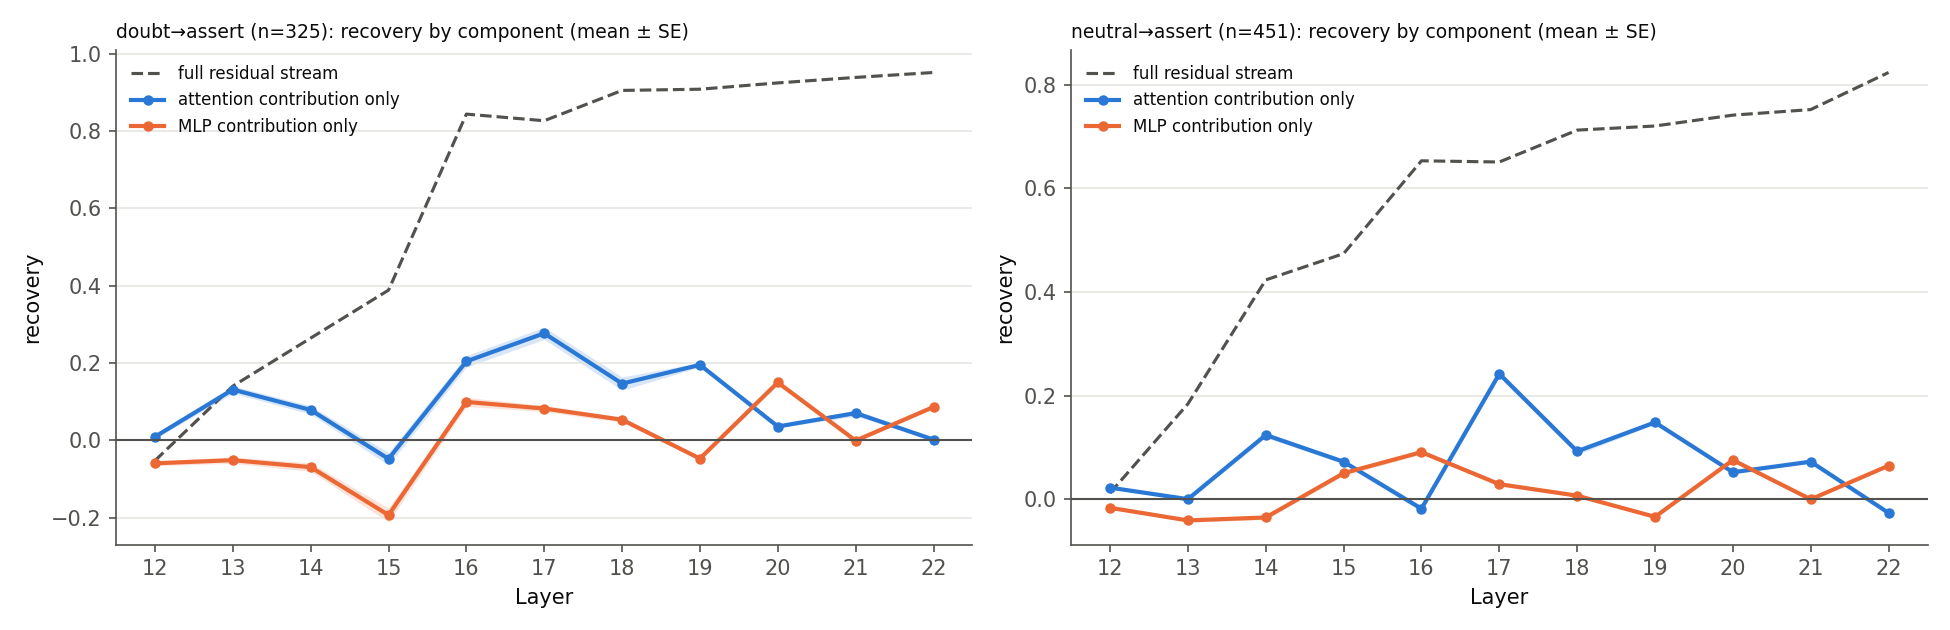 doubt→assert (n=325): recovery by component (mean ± SE)
1.0
0.8
0.6
0.4
0.2
0.0
−0.2
recovery
full residual stream
attention contribution only
MLP contribution only
12 13 14 15 16 17 18 19 20 21 22
Layer
neutral→assert (n=451): recovery by component (mean ± SE)
0.8
0.6
0.4
0.2
0.0
recovery
full residual stream
attention contribution only
MLP contribution only
12 13 14 15 16 17 18 19 20 21 22
Layer